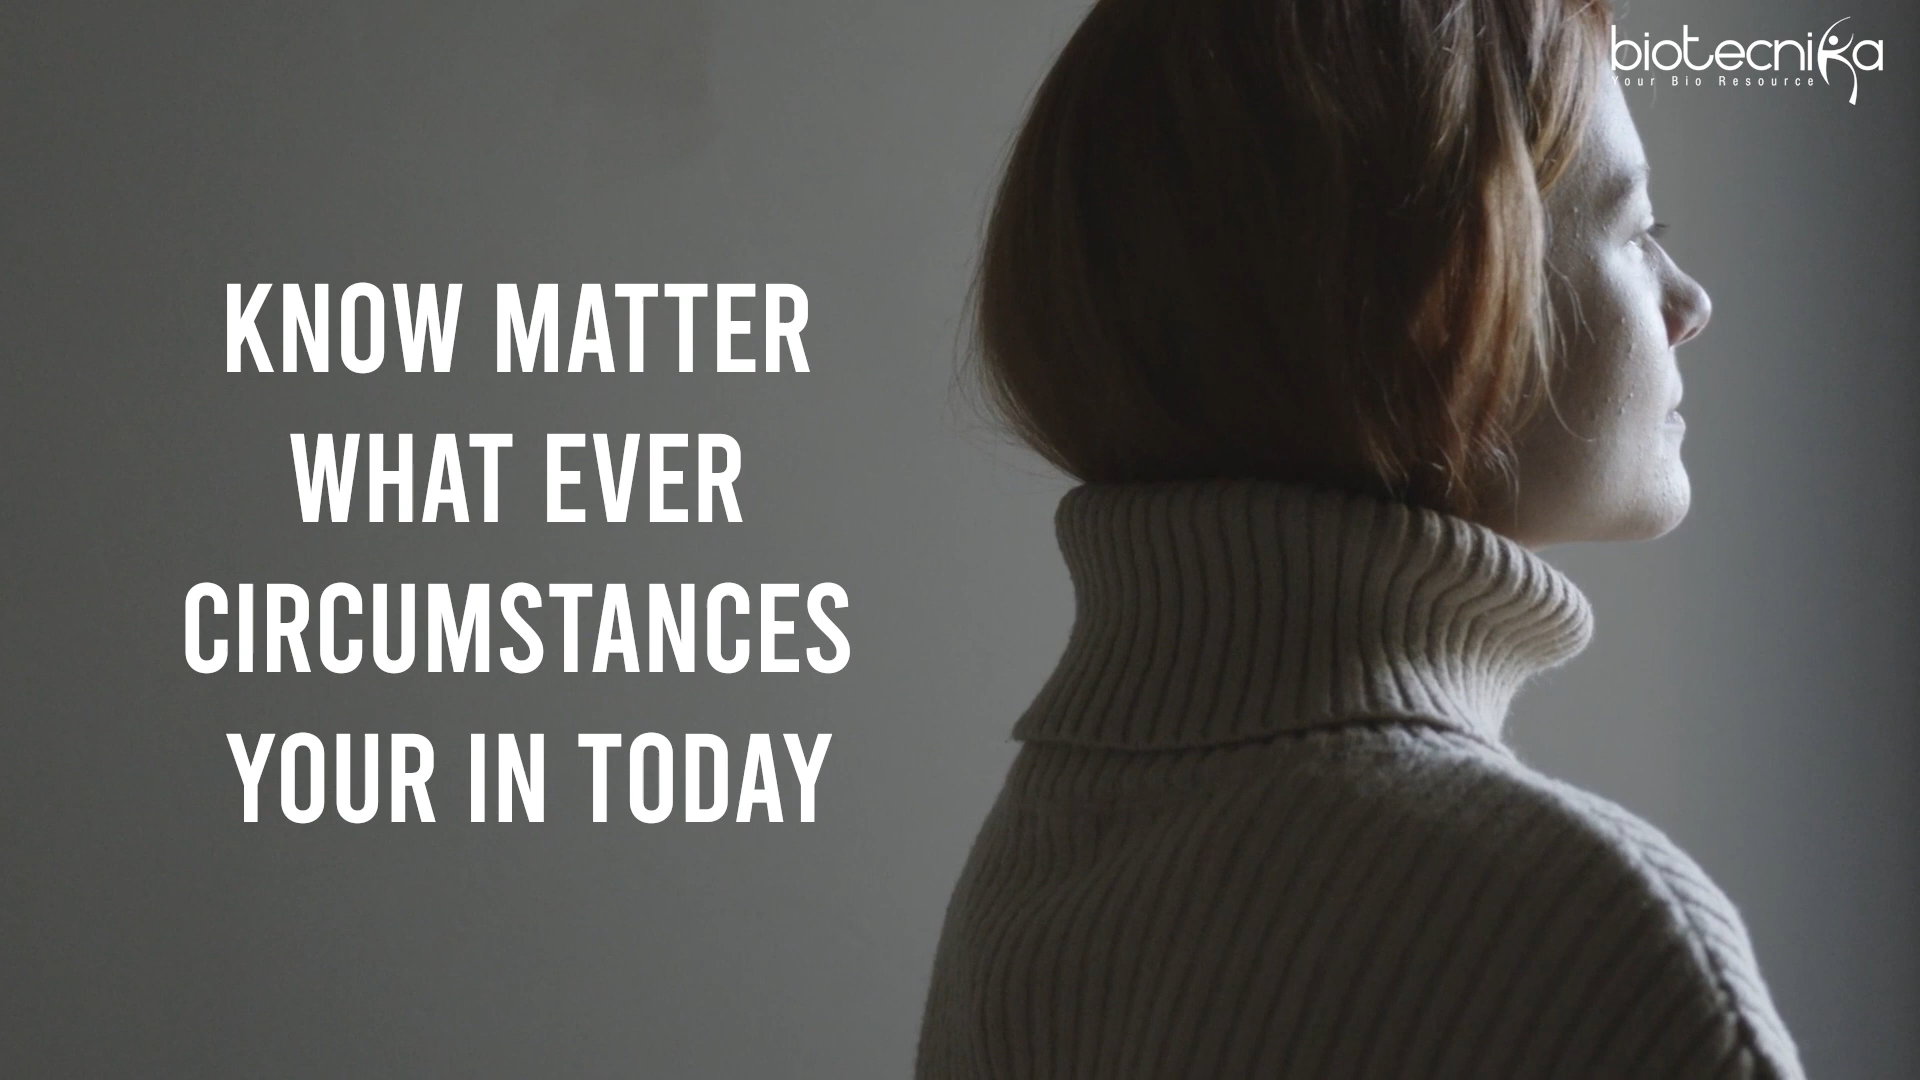 biotecnika
Your Bio Resource
KNOW MATTER
WHAT EVER
CIRCUMSTANCES
YOUR IN TODAY